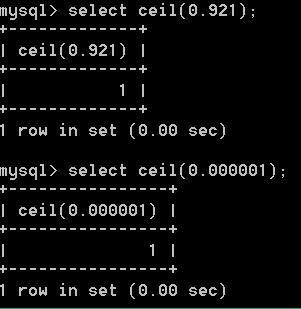 mysql> select ceil(0.921);
+-------------+
| ceil(0.921) |
+-------------+
|           1 |
+-------------+
1 row in set (0.00 sec)
mysql> select ceil(0.000001);
+----------------+
| ceil(0.000001) |
+----------------+
|              1 |
+----------------+
1 row in set (0.00 sec)